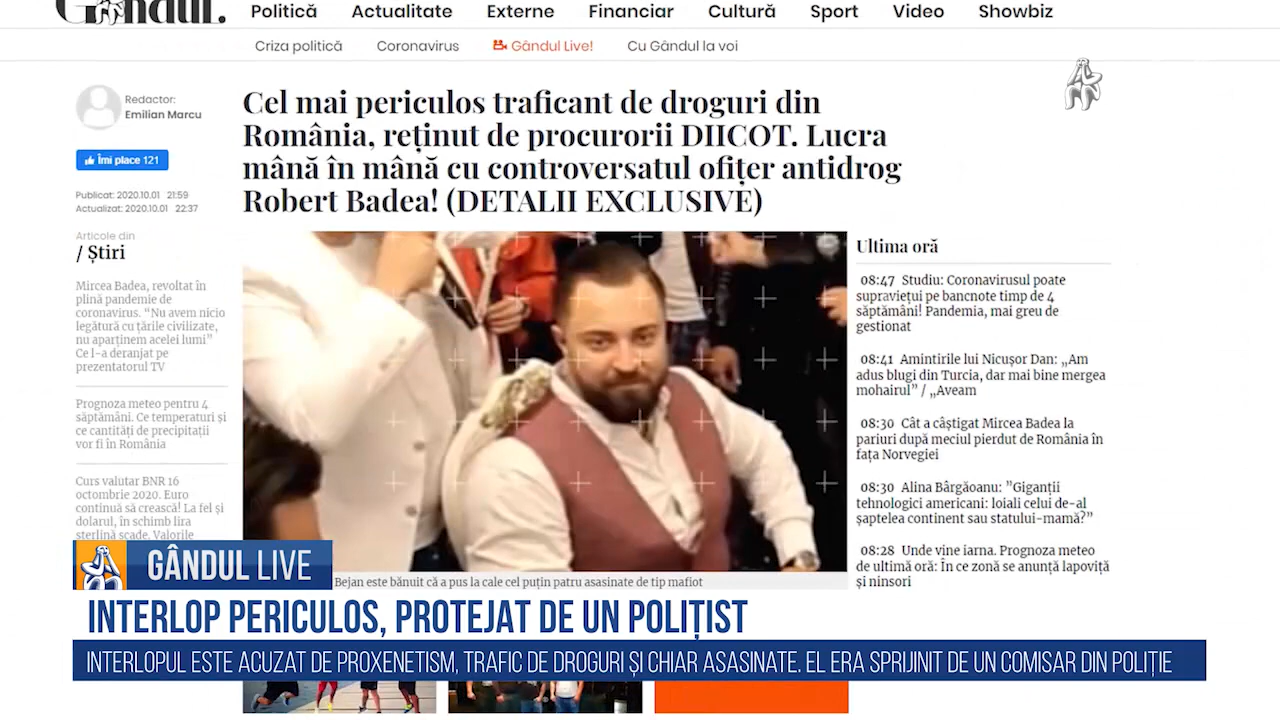 Gândul.
Politică Actualitate Externe Financiar Cultură Sport Video Showbiz
Criza politică Coronavirus Gândul Live! Cu Gândul la voi
Redactor:
Emilian Marcu
Îmi place 121
Publicat: 2020.10.01 21:59
Actualizat: 2020.10.01 22:37
Articole din
/ Știri
Mircea Badea, revoltat în
plină pandemie de
coronavirus. “Nu avem nicio
legătură cu țările civilizate,
nu aparținem acelei lumi”
Ce l-a deranjat pe
prezentatorul TV
Prognoza meteo pentru 4
săptămâni. Ce temperaturi și
ce cantități de precipitații
vor fi în România
Curs valutar BNR 16
octombrie 2020. Euro
continuă să crească! La fel și
dolarul, în schimb lira
sterlină scade. Valorile
Cel mai periculos traficant de droguri din
România, reținut de procurorii DIICOT. Lucra
mână în mână cu controversatul ofițer antidrog
Robert Badea! (DETALII EXCLUSIVE)
Bejan este bănuit că a pus la cale cel puțin patru asasinate de tip mafiot
Ultima oră
08:47 Studiu: Coronavirusul poate
supraviețui pe bancnote timp de 4
săptămâni! Pandemia, mai greu de
gestionat
08:41 Amintirile lui Nicușor Dan: „Am
adus blugi din Turcia, dar mai bine mergea
mohairul” / „Aveam
08:30 Cât a câștigat Mircea Badea la
pariuri după meciul pierdut de România în
fața Norvegiei
08:30 Alina Bârgăoanu: ”Giganții
tehnologici americani: loiali celui de-al
șaptelea continent sau statului-mamă?”
08:28 Unde vine iarna. Prognoza meteo
de ultimă oră: În ce zonă se anunță lapoviță
și ninsori
GÂNDUL LIVE
INTERLOP PERICULOS, PROTEJAT DE UN POLIȚIST
INTERLOPUL ESTE ACUZAT DE PROXENETISM, TRAFIC DE DROGURI ȘI CHIAR ASASINATE. EL ERA SPRIJINIT DE UN COMISAR DIN POLIȚIE